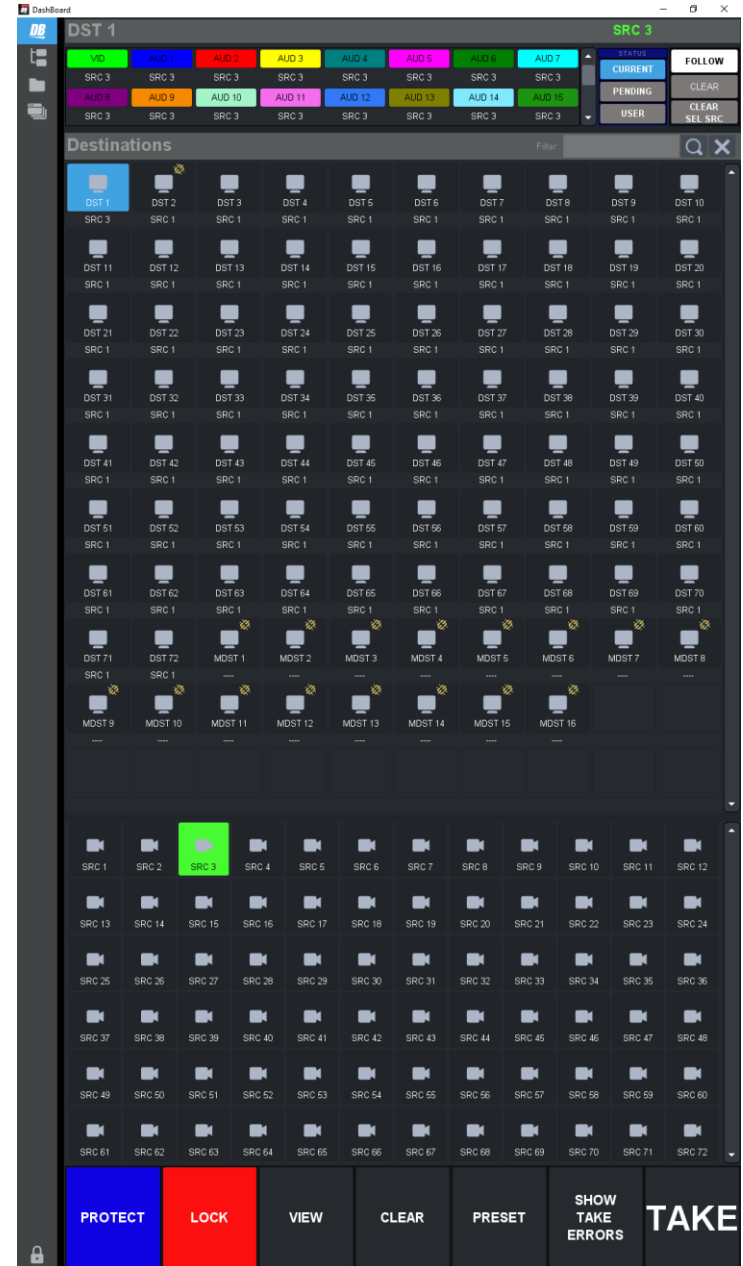 DashBoard
DB
DST 1 SRC 3
VID AUD 1 AUD 2 AUD 3 AUD 4 AUD 5 AUD 6 AUD 7
SRC 3 SRC 3 SRC 3 SRC 3 SRC 3 SRC 3 SRC 3 SRC 3
AUD 8 AUD 9 AUD 10 AUD 11 AUD 12 AUD 13 AUD 14 AUD 15
SRC 3 SRC 3 SRC 3 SRC 3 SRC 3 SRC 3 SRC 3 SRC 3
STATUS
CURRENT
PENDING
USER
FOLLOW
CLEAR
CLEAR
SEL SRC
Destinations Filter:
DST 1 DST 2 DST 3 DST 4 DST 5 DST 6 DST 7 DST 8 DST 9 DST 10
SRC 3 SRC 1 SRC 1 SRC 1 SRC 1 SRC 1 SRC 1 SRC 1 SRC 1 SRC 1
DST 11 DST 12 DST 13 DST 14 DST 15 DST 16 DST 17 DST 18 DST 19 DST 20
SRC 1 SRC 1 SRC 1 SRC 1 SRC 1 SRC 1 SRC 1 SRC 1 SRC 1 SRC 1
DST 21 DST 22 DST 23 DST 24 DST 25 DST 26 DST 27 DST 28 DST 29 DST 30
SRC 1 SRC 1 SRC 1 SRC 1 SRC 1 SRC 1 SRC 1 SRC 1 SRC 1 SRC 1
DST 31 DST 32 DST 33 DST 34 DST 35 DST 36 DST 37 DST 38 DST 39 DST 40
SRC 1 SRC 1 SRC 1 SRC 1 SRC 1 SRC 1 SRC 1 SRC 1 SRC 1 SRC 1
DST 41 DST 42 DST 43 DST 44 DST 45 DST 46 DST 47 DST 48 DST 49 DST 50
SRC 1 SRC 1 SRC 1 SRC 1 SRC 1 SRC 1 SRC 1 SRC 1 SRC 1 SRC 1
DST 51 DST 52 DST 53 DST 54 DST 55 DST 56 DST 57 DST 58 DST 59 DST 60
SRC 1 SRC 1 SRC 1 SRC 1 SRC 1 SRC 1 SRC 1 SRC 1 SRC 1 SRC 1
DST 61 DST 62 DST 63 DST 64 DST 65 DST 66 DST 67 DST 68 DST 69 DST 70
SRC 1 SRC 1 SRC 1 SRC 1 SRC 1 SRC 1 SRC 1 SRC 1 SRC 1 SRC 1
DST 71 DST 72 MDST 1 MDST 2 MDST 3 MDST 4 MDST 5 MDST 6 MDST 7 MDST 8
SRC 1 SRC 1 ---- ---- ---- ---- ---- ---- ---- ----
MDST 9 MDST 10 MDST 11 MDST 12 MDST 13 MDST 14 MDST 15 MDST 16
---- ---- ---- ---- ---- ---- ---- ----
SRC 1 SRC 2 SRC 3 SRC 4 SRC 5 SRC 6 SRC 7 SRC 8 SRC 9 SRC 10 SRC 11 SRC 12
SRC 13 SRC 14 SRC 15 SRC 16 SRC 17 SRC 18 SRC 19 SRC 20 SRC 21 SRC 22 SRC 23 SRC 24
SRC 25 SRC 26 SRC 27 SRC 28 SRC 29 SRC 30 SRC 31 SRC 32 SRC 33 SRC 34 SRC 35 SRC 36
SRC 37 SRC 38 SRC 39 SRC 40 SRC 41 SRC 42 SRC 43 SRC 44 SRC 45 SRC 46 SRC 47 SRC 48
SRC 49 SRC 50 SRC 51 SRC 52 SRC 53 SRC 54 SRC 55 SRC 56 SRC 57 SRC 58 SRC 59 SRC 60
SRC 61 SRC 62 SRC 63 SRC 64 SRC 65 SRC 66 SRC 67 SRC 68 SRC 69 SRC 70 SRC 71 SRC 72
PROTECT LOCK VIEW CLEAR PRESET
SHOW
TAKE
ERRORS
TAKE